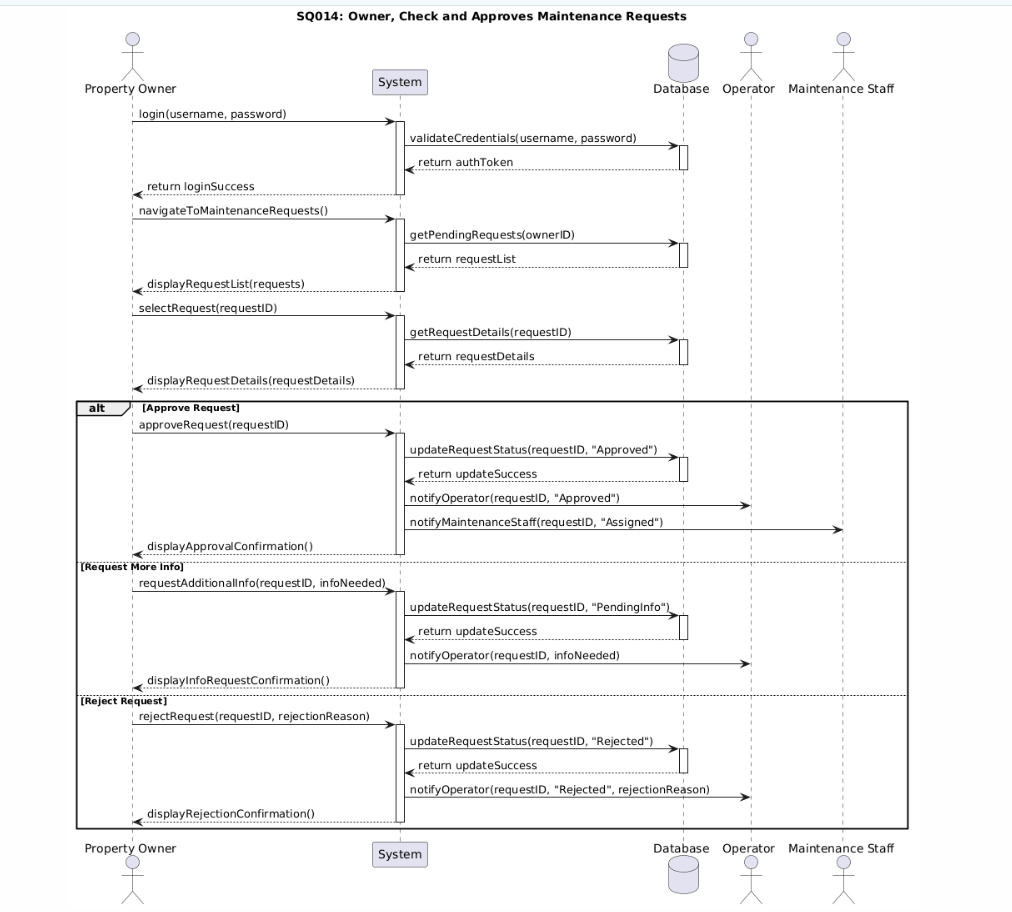 SQ014: Owner, Check and Approves Maintenance Requests
Property Owner
System
Database
Operator
Maintenance Staff
login(username, password)
validateCredentials(username, password)
return authToken
return loginSuccess
navigateToMaintenanceRequests()
getPendingRequests(ownerID)
return requestList
displayRequestList(requests)
selectRequest(requestID)
getRequestDetails(requestID)
return requestDetails
displayRequestDetails(requestDetails)
alt
[Approve Request]
approveRequest(requestID)
updateRequestStatus(requestID, "Approved")
return updateSuccess
notifyOperator(requestID, "Approved")
notifyMaintenanceStaff(requestID, "Assigned")
displayApprovalConfirmation()
[Request More Info]
requestAdditionalInfo(requestID, infoNeeded)
updateRequestStatus(requestID, "PendingInfo")
return updateSuccess
notifyOperator(requestID, infoNeeded)
displayInfoRequestConfirmation()
[Reject Request]
rejectRequest(requestID, rejectionReason)
updateRequestStatus(requestID, "Rejected")
return updateSuccess
notifyOperator(requestID, "Rejected", rejectionReason)
displayRejectionConfirmation()
Property Owner
System
Database
Operator
Maintenance Staff